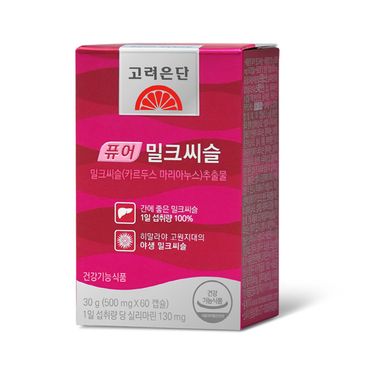 고려은단
퓨어 밀크씨슬
밀크씨슬(카르두스 마리아누스)추출물
간에 좋은 밀크씨슬
1일 섭취량 100%
히말라야 고원지대의
야생 밀크씨슬
건강기능식품
30 g (500 mg X 60 캡슐)
1일 섭취량 당 실리마린 130 mg
건강
기능식품